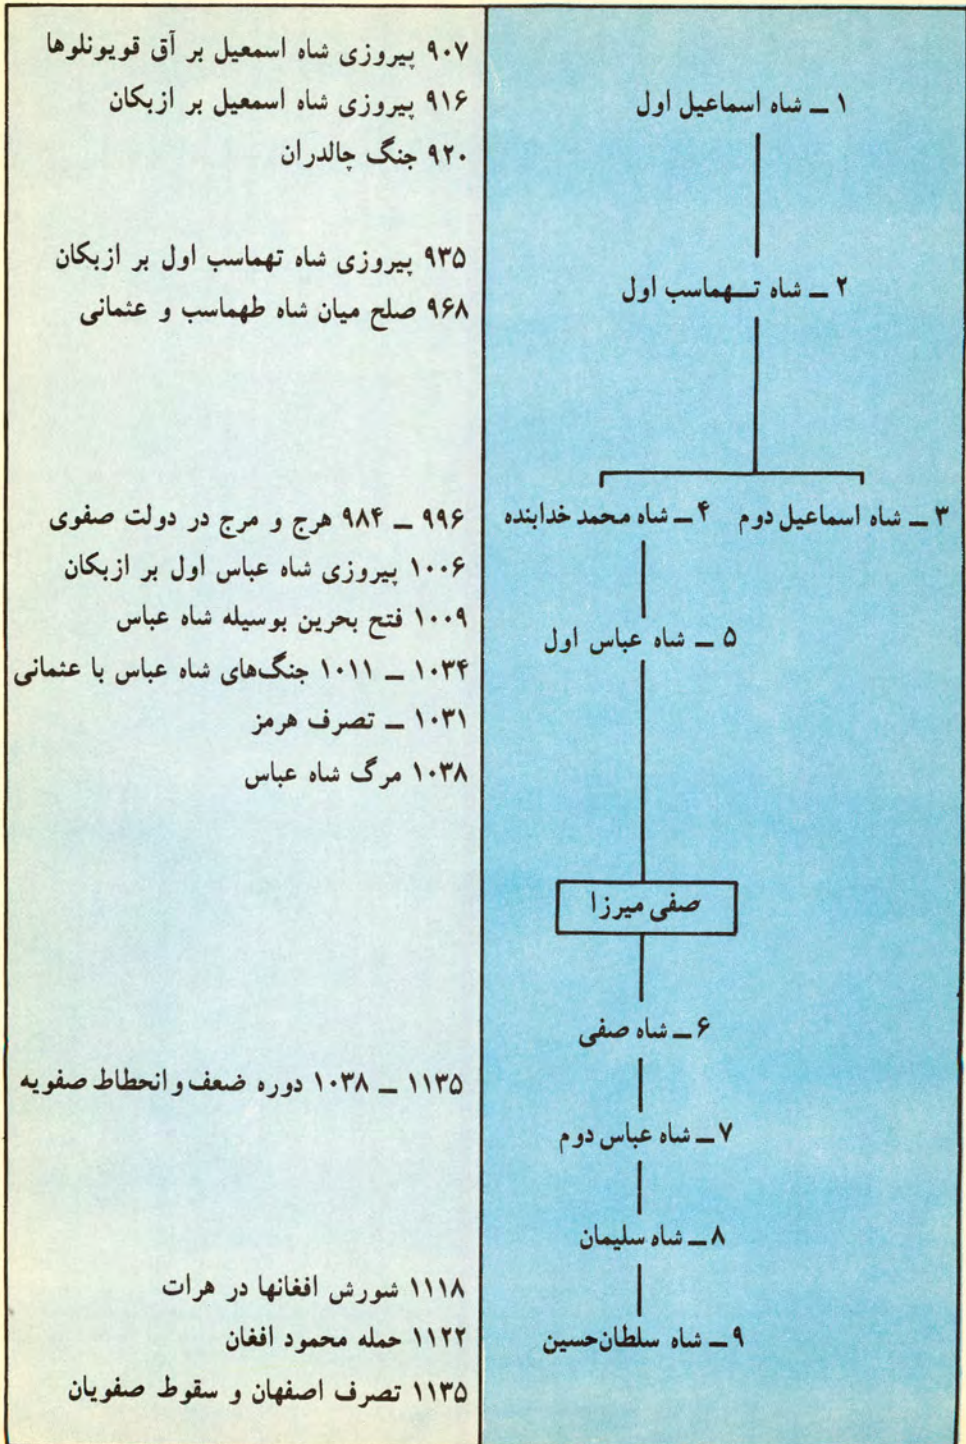 ۱ ــ شاه اسماعیل اول
۲ ــ شاه تــهماسب اول
۳ ــ شاه اسماعیل دوم
۴ ــ شاه محمد خدابنده
۵ ــ شاه عباس اول
صفی میرزا
۶ ــ شاه صفی
۷ ــ شاه عباس دوم
۸ ــ شاه سلیمان
۹ ــ شاه سلطان‌حسین
۹۰۷ پیروزی شاه اسمعیل بر آق قویونلوها
۹۱۶ پیروزی شاه اسمعیل بر ازبکان
۹۲۰ جنگ چالدران
۹۳۵ پیروزی شاه تهماسب اول بر ازبکان
۹۶۸ صلح میان شاه طهماسب و عثمانی
۹۹۶ ــ ۹۸۴ هرج و مرج در دولت صفوی
۱۰۰۶ پیروزی شاه عباس اول بر ازبکان
۱۰۰۹ فتح بحرین بوسیله شاه عباس
۱۰۳۴ ــ ۱۰۱۱ جنگ‌های شاه عباس با عثمانی
۱۰۳۱ ــ تصرف هرمز
۱۰۳۸ مرگ شاه عباس
۱۱۳۵ ــ ۱۰۳۸ دوره ضعف و انحطاط صفویه
۱۱۱۸ شورش افغانها در هرات
۱۱۲۲ حمله محمود افغان
۱۱۳۵ تصرف اصفهان و سقوط صفویان